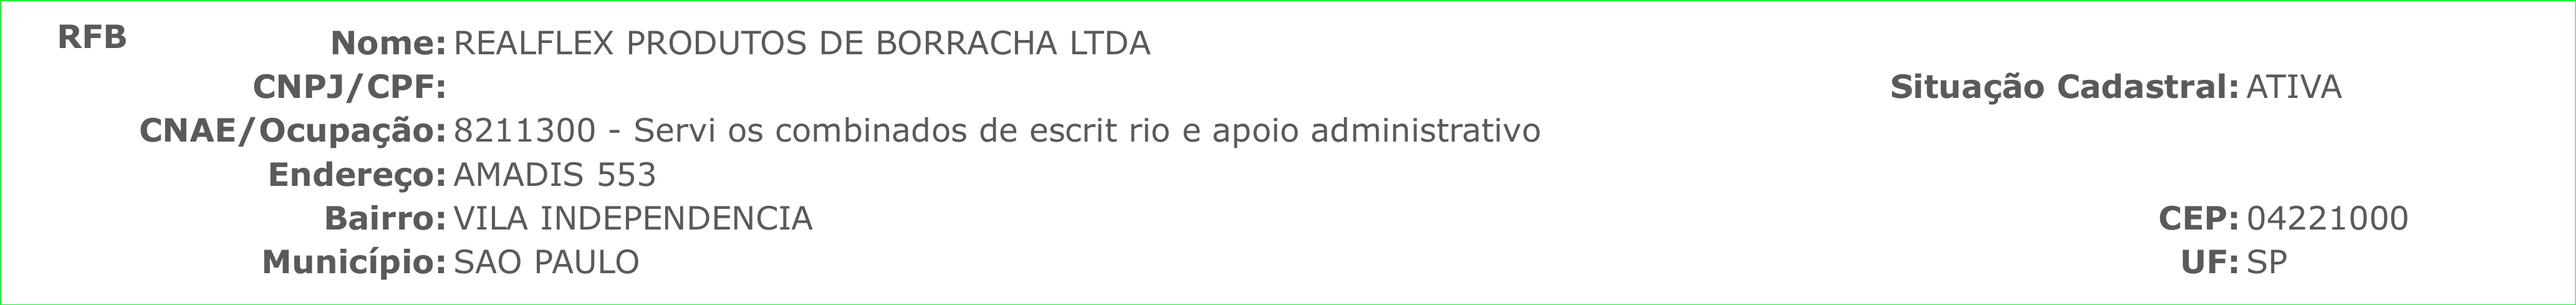 RFB
Nome: REALFLEX PRODUTOS DE BORRACHA LTDA
CNPJ/CPF: Situação Cadastral: ATIVA
CNAE/Ocupação: 8211300 - Servi os combinados de escrit rio e apoio administrativo
Endereço: AMADIS 553
Bairro: VILA INDEPENDENCIA CEP: 04221000
Município: SAO PAULO UF: SP